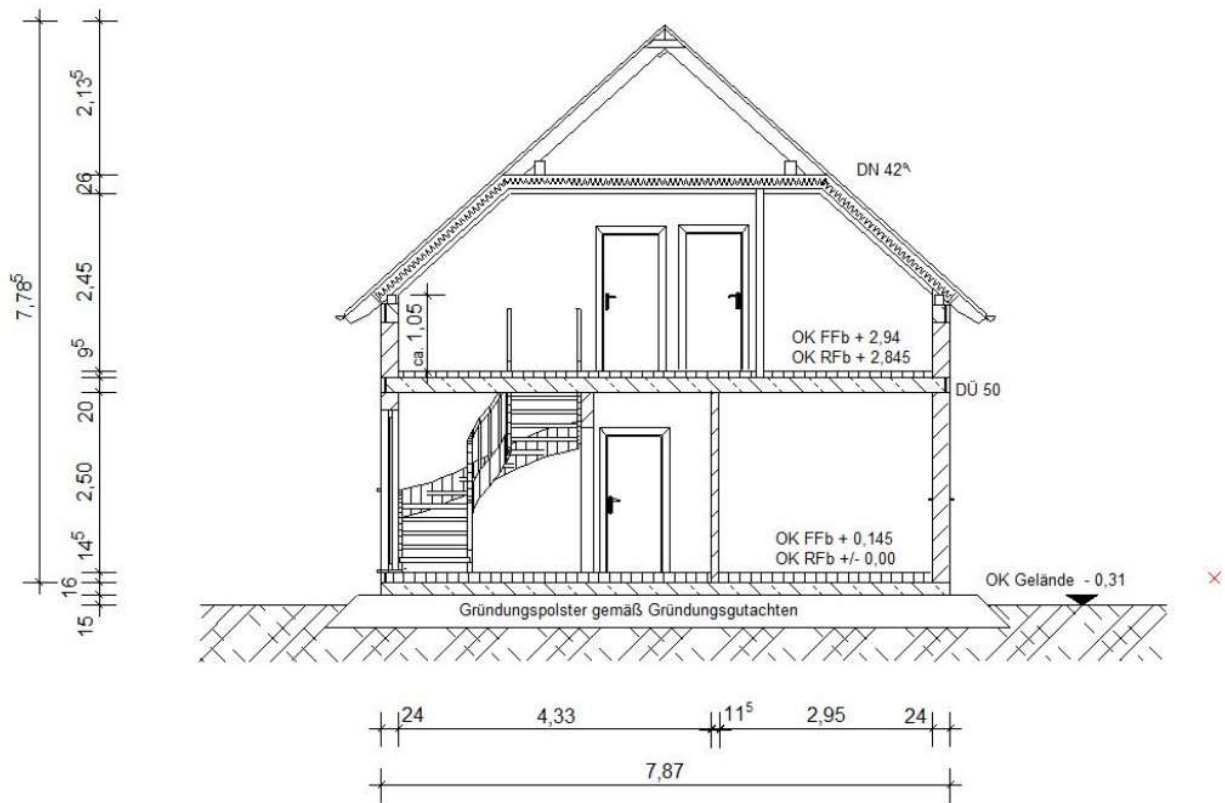 2,13⁵
26
DN 42°
2,45
7,78⁵
ca. 1,05
OK FFb + 2,94
OK RFb + 2,845
9⁵
DÜ 50
20
2,50
OK FFb + 0,145
OK RFb +/- 0,00
14⁵
16
OK Gelände - 0,31
15
Gründungspolster gemäß Gründungsgutachten
24 4,33 11⁵ 2,95 24
7,87